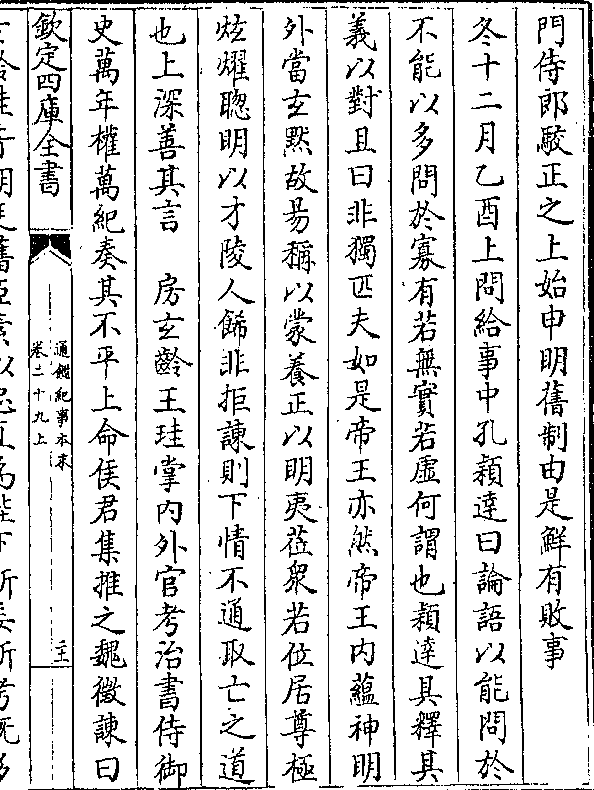 門侍郎駮正之上始申明舊制由是鮮有敗事
冬十二月乙酉上問給事中孔穎達曰論語以能問於
不能以多問於寡有若無實若虛何謂也穎達具釋其
義以對且曰非獨匹夫如是帝王亦然帝王内藴神明
外當玄黙故易稱以蒙養正以明夷莅衆若位居尊極
炫燿聰明以才陵人餙非拒諫則下情不通取亡之道
也上深善其言　房玄齡王珪掌内外官考治書侍御
史萬年權萬紀奏其不平上命侯君集推之魏徵諫曰
欽定四庫全書
通鑑紀事本末
卷二十九上